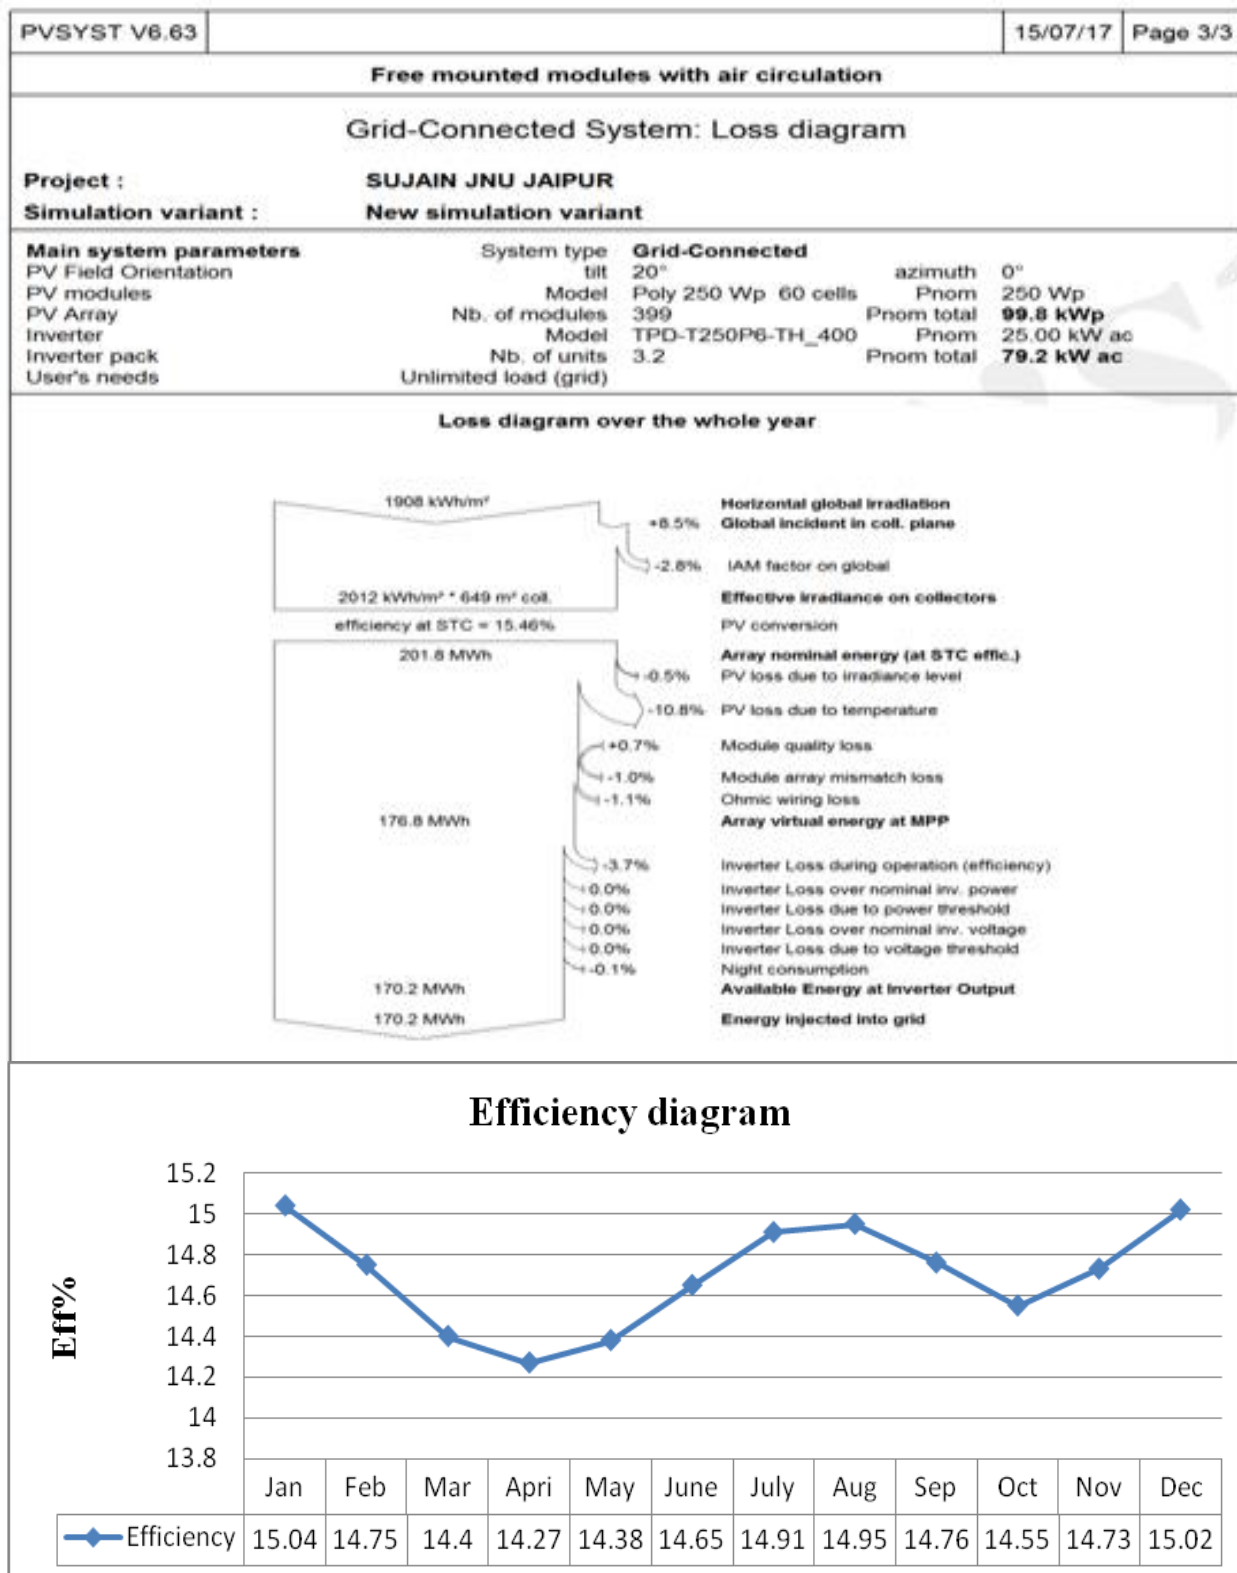 PVSYST V6.63 15/07/17 Page 3/3
Free mounted modules with air circulation
Grid-Connected System: Loss diagram
Project : SUJAIN JNU JAIPUR
Simulation variant : New simulation variant
Main system parameters System type Grid-Connected
PV Field Orientation tilt 20° azimuth 0°
PV modules Model Poly 250 Wp 60 cells Pnom 250 Wp
PV Array Nb. of modules 399 Pnom total 99.8 kWp
Inverter Model TPD-T250P6-TH_400 Pnom 25.00 kW ac
Inverter pack Nb. of units 3.2 Pnom total 79.2 kW ac
User's needs Unlimited load (grid)
Loss diagram over the whole year
1908 kWh/m² Horizontal global irradiation
+8.5% Global incident in coll. plane
-2.8% IAM factor on global
2012 kWh/m² * 649 m² coll. Effective irradiance on collectors
efficiency at STC = 15.46% PV conversion
201.8 MWh Array nominal energy (at STC effic.)
-0.5% PV loss due to irradiance level
-10.8% PV loss due to temperature
+0.7% Module quality loss
-1.0% Module array mismatch loss
-1.1% Ohmic wiring loss
176.8 MWh Array virtual energy at MPP
-3.7% Inverter Loss during operation (efficiency)
0.0% Inverter Loss over nominal inv. power
0.0% Inverter Loss due to power threshold
0.0% Inverter Loss over nominal inv. voltage
0.0% Inverter Loss due to voltage threshold
-0.1% Night consumption
170.2 MWh Available Energy at Inverter Output
170.2 MWh Energy injected into grid
Efficiency diagram
Eff%
15.2
15
14.8
14.6
14.4
14.2
14
13.8
Jan Feb Mar Apri May June July Aug Sep Oct Nov Dec
Efficiency 15.04 14.75 14.4 14.27 14.38 14.65 14.91 14.95 14.76 14.55 14.73 15.02